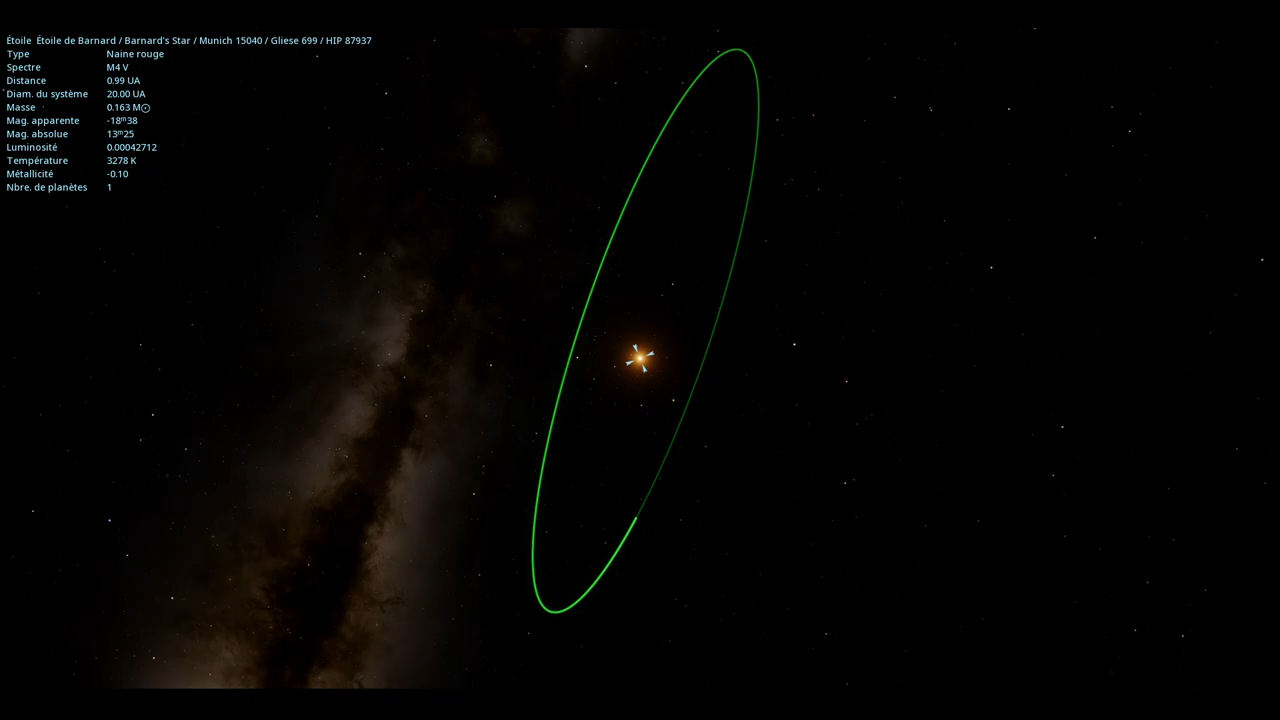 Étoile Étoile de Barnard / Barnard's Star / Munich 15040 / Gliese 699 / HIP 87937
Type Naine rouge
Spectre M4 V
Distance 0.99 UA
Diam. du système 20.00 UA
Masse 0.163 M☉
Mag. apparente -18ᵐ38
Mag. absolue 13ᵐ25
Luminosité 0.00042712
Température 3278 K
Métallicité -0.10
Nbre. de planètes 1